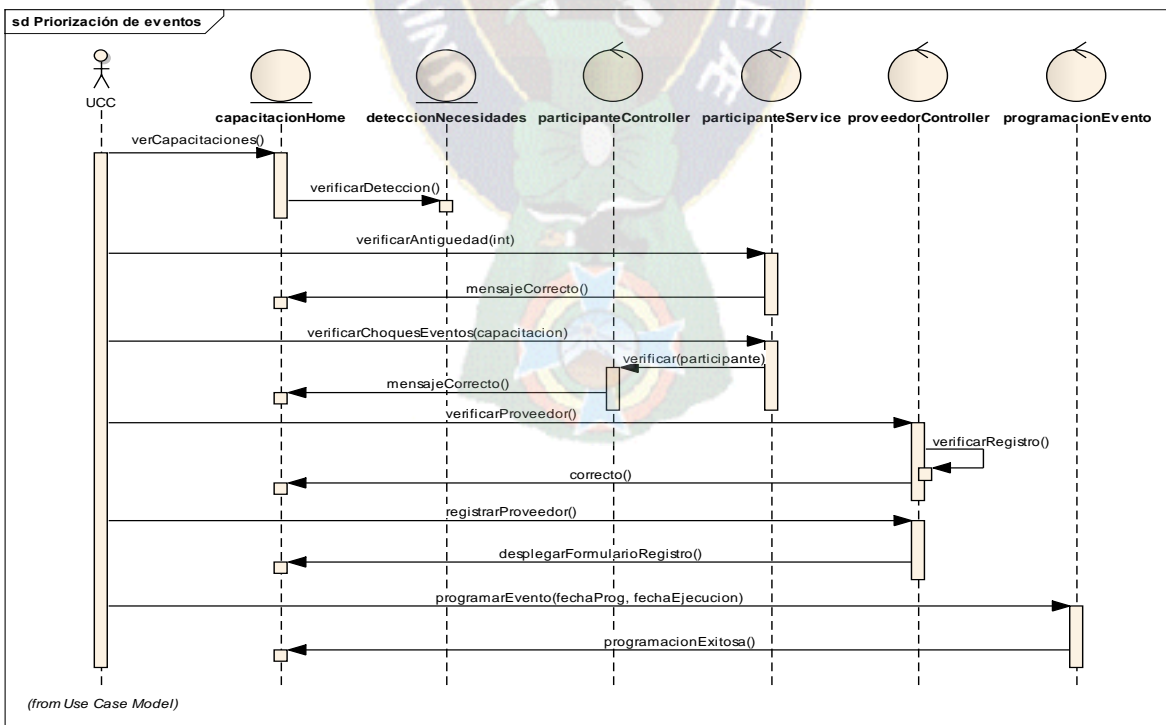 sd Priorización de eventos
UCC
capacitacionHome
deteccionNecesidades
participanteController
participanteService
proveedorController
programacionEvento
verCapacitaciones()
verificarDeteccion()
verificarAntiguedad(int)
mensajeCorrecto()
verificarChoquesEventos(capacitacion)
verificar(participante)
mensajeCorrecto()
verificarProveedor()
verificarRegistro()
correcto()
registrarProveedor()
desplegarFormularioRegistro()
programarEvento(fechaProg, fechaEjecucion)
programacionExitosa()
(from Use Case Model)